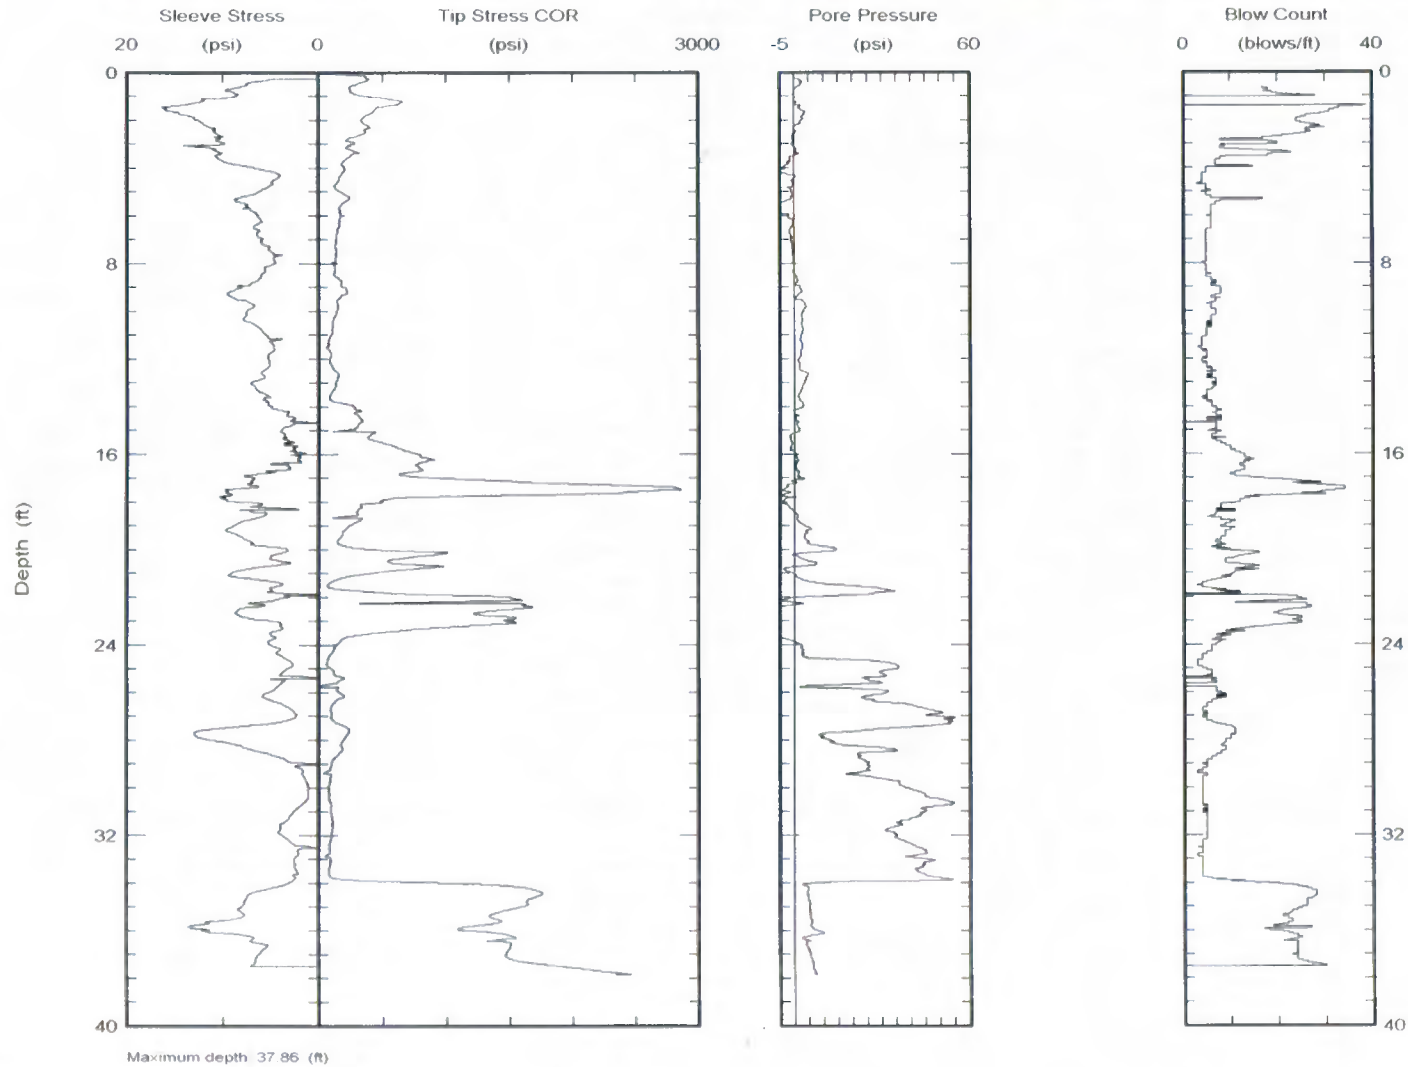 Sleeve Stress Tip Stress COR Pore Pressure Blow Count
20 (psi) 0 (psi) 3000 -5 (psi) 60 0 (blows/ft) 40
0 0
8 8
16 16
Depth (ft)
24 24
32 32
40 40
Maximum depth 37.86 (ft)